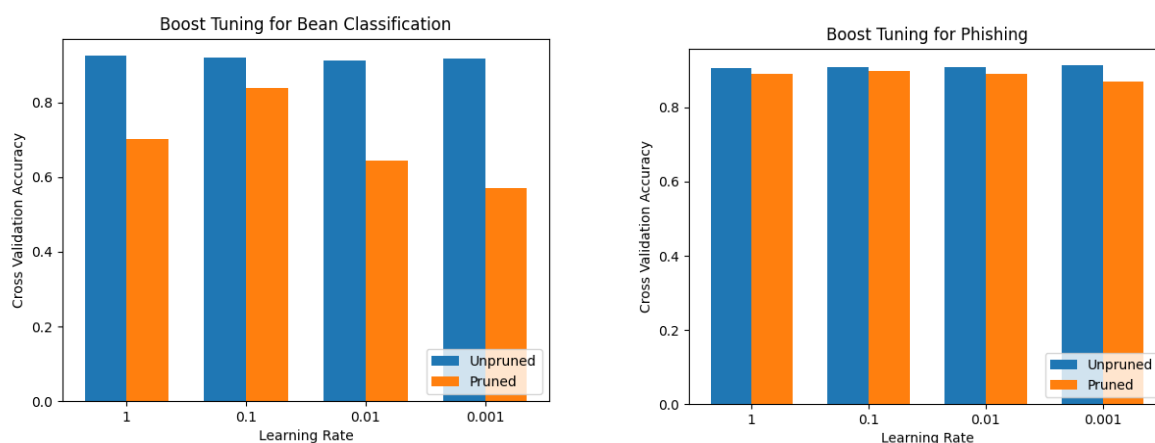 Boost Tuning for Bean Classification
Cross Validation Accuracy
0.8
0.6
0.4
0.2
0.0
1 0.1 0.01 0.001
Learning Rate
Unpruned
Pruned
Boost Tuning for Phishing
Cross Validation Accuracy
0.8
0.6
0.4
0.2
0.0
1 0.1 0.01 0.001
Learning Rate
Unpruned
Pruned